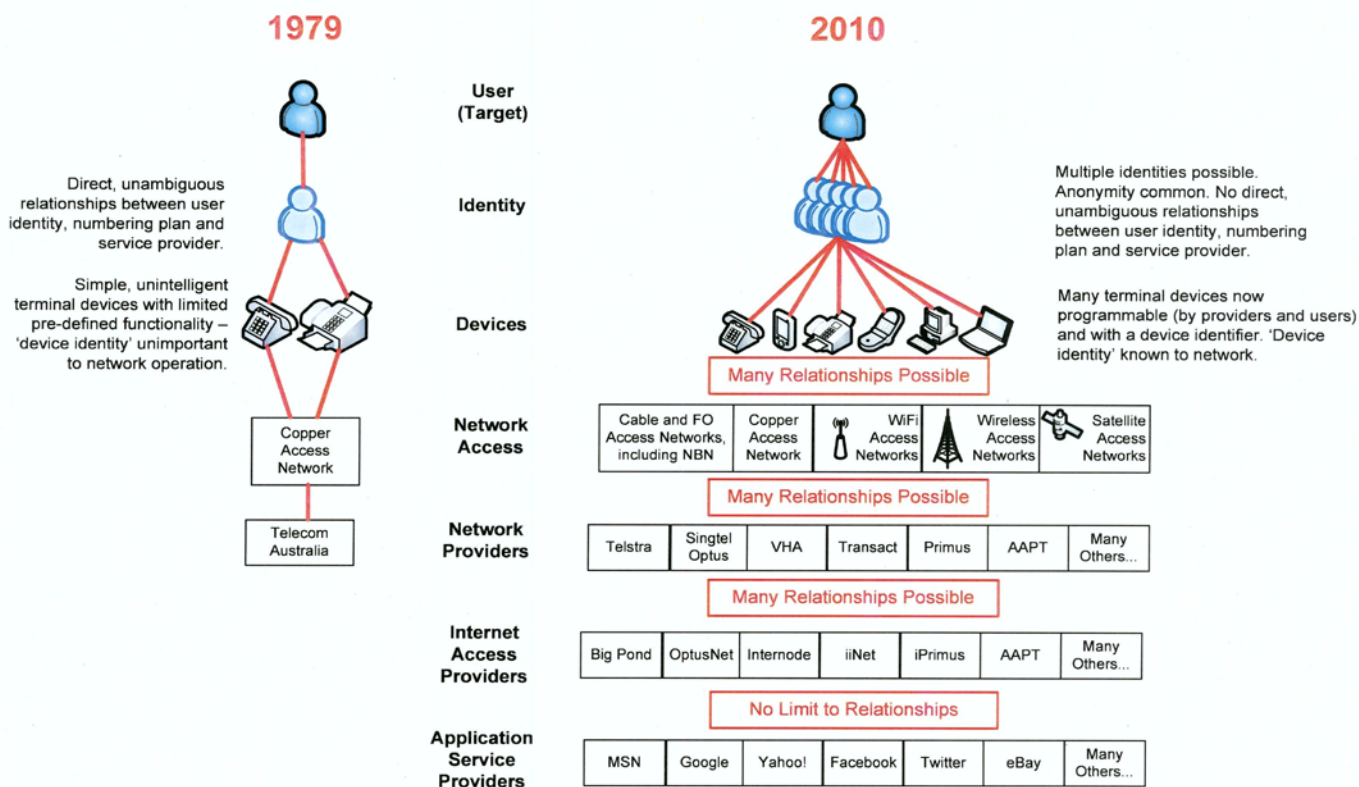 1979
2010
User
(Target)
Direct, unambiguous
relationships between user
identity, numbering plan and
service provider.
Identity
Multiple identities possible.
Anonymity common. No direct,
unambiguous relationships
between user identity, numbering
plan and service provider.
Simple, unintelligent
terminal devices with limited
pre-defined functionality –
'device identity' unimportant
to network operation.
Devices
Many terminal devices now
programmable (by providers and users)
and with a device identifier. 'Device
identity' known to network.
Many Relationships Possible
Copper
Access
Network
Network
Access
Cable and FO
Access Networks,
including NBN
Copper
Access
Network
WiFi
Access
Networks
Wireless
Access
Networks
Satellite
Access
Networks
Many Relationships Possible
Telecom
Australia
Network
Providers
Telstra
Singtel
Optus
VHA
Transact
Primus
AAPT
Many
Others...
Many Relationships Possible
Internet
Access
Providers
Big Pond
OptusNet
Internode
iiNet
iPrimus
AAPT
Many
Others...
No Limit to Relationships
Application
Service
Providers
MSN
Google
Yahoo!
Facebook
Twitter
eBay
Many
Others...